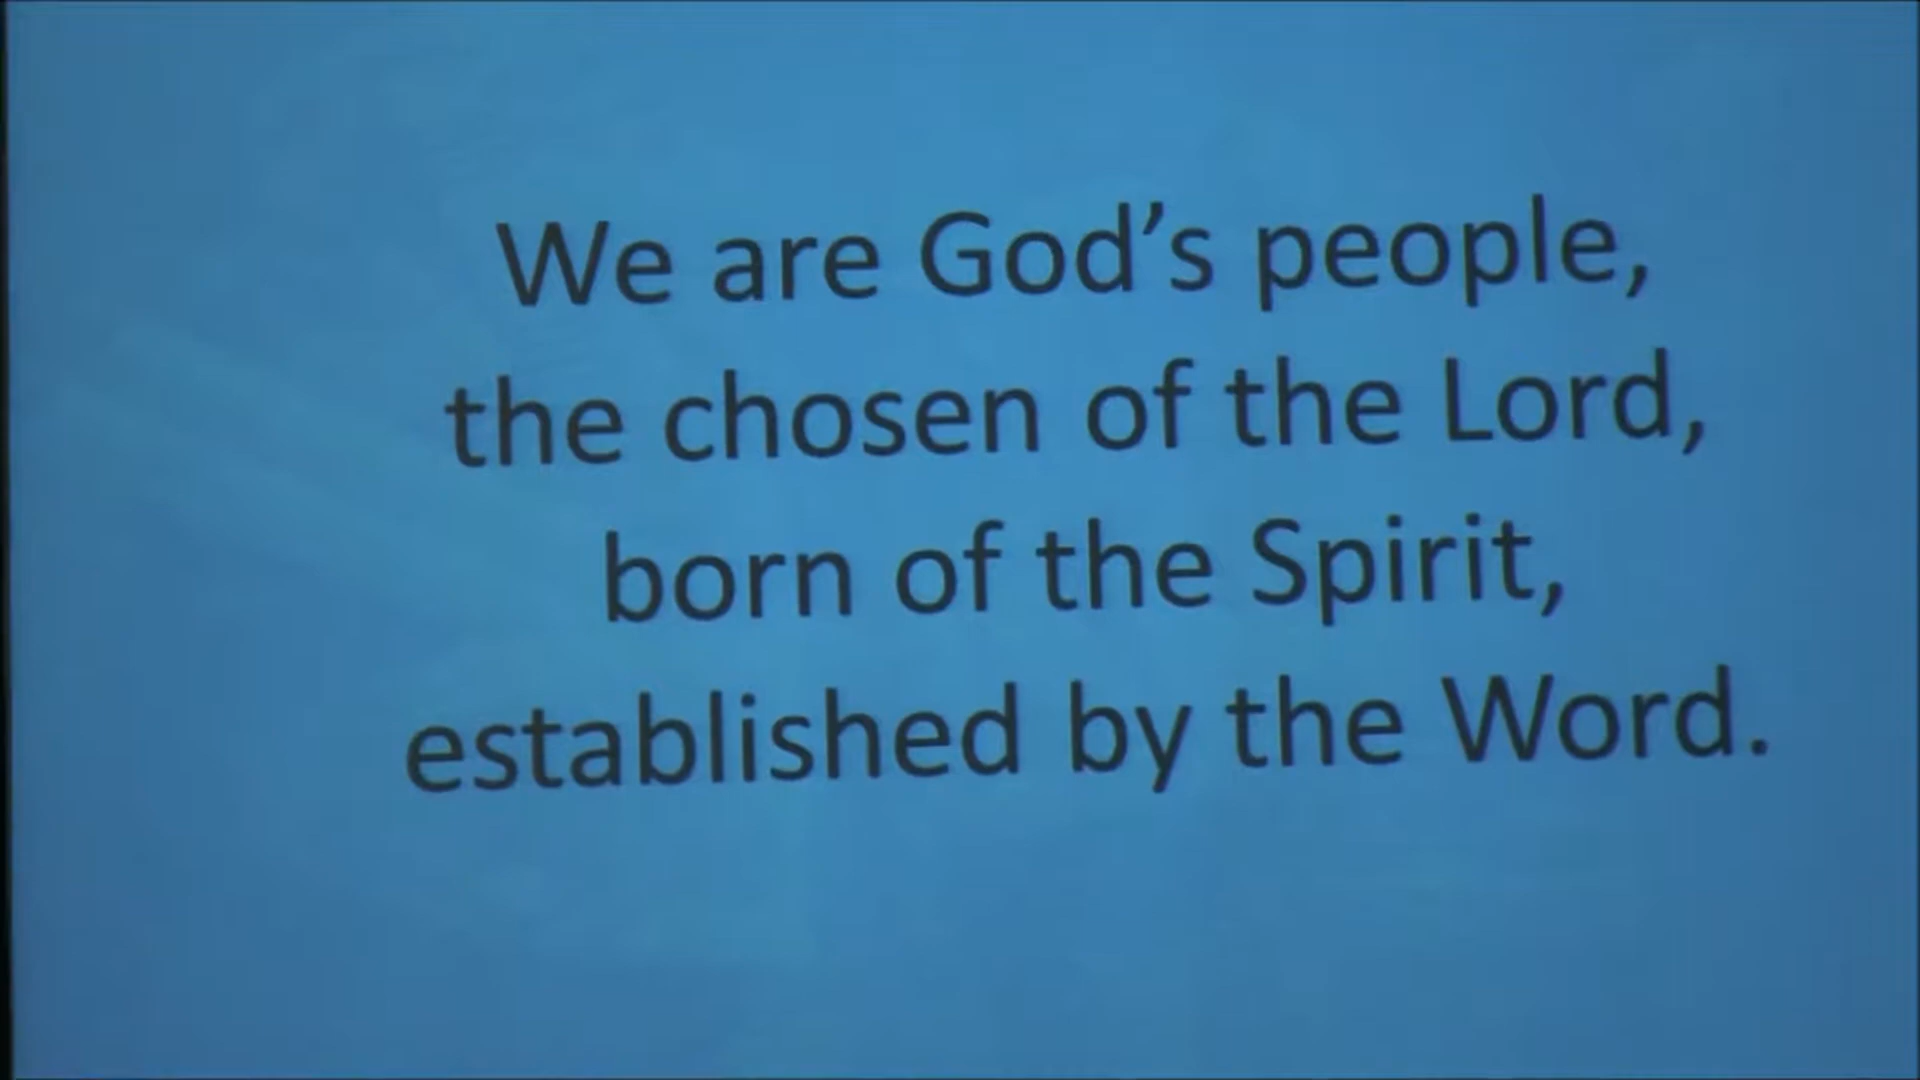 We are God’s people,
the chosen of the Lord,
born of the Spirit,
established by the Word.